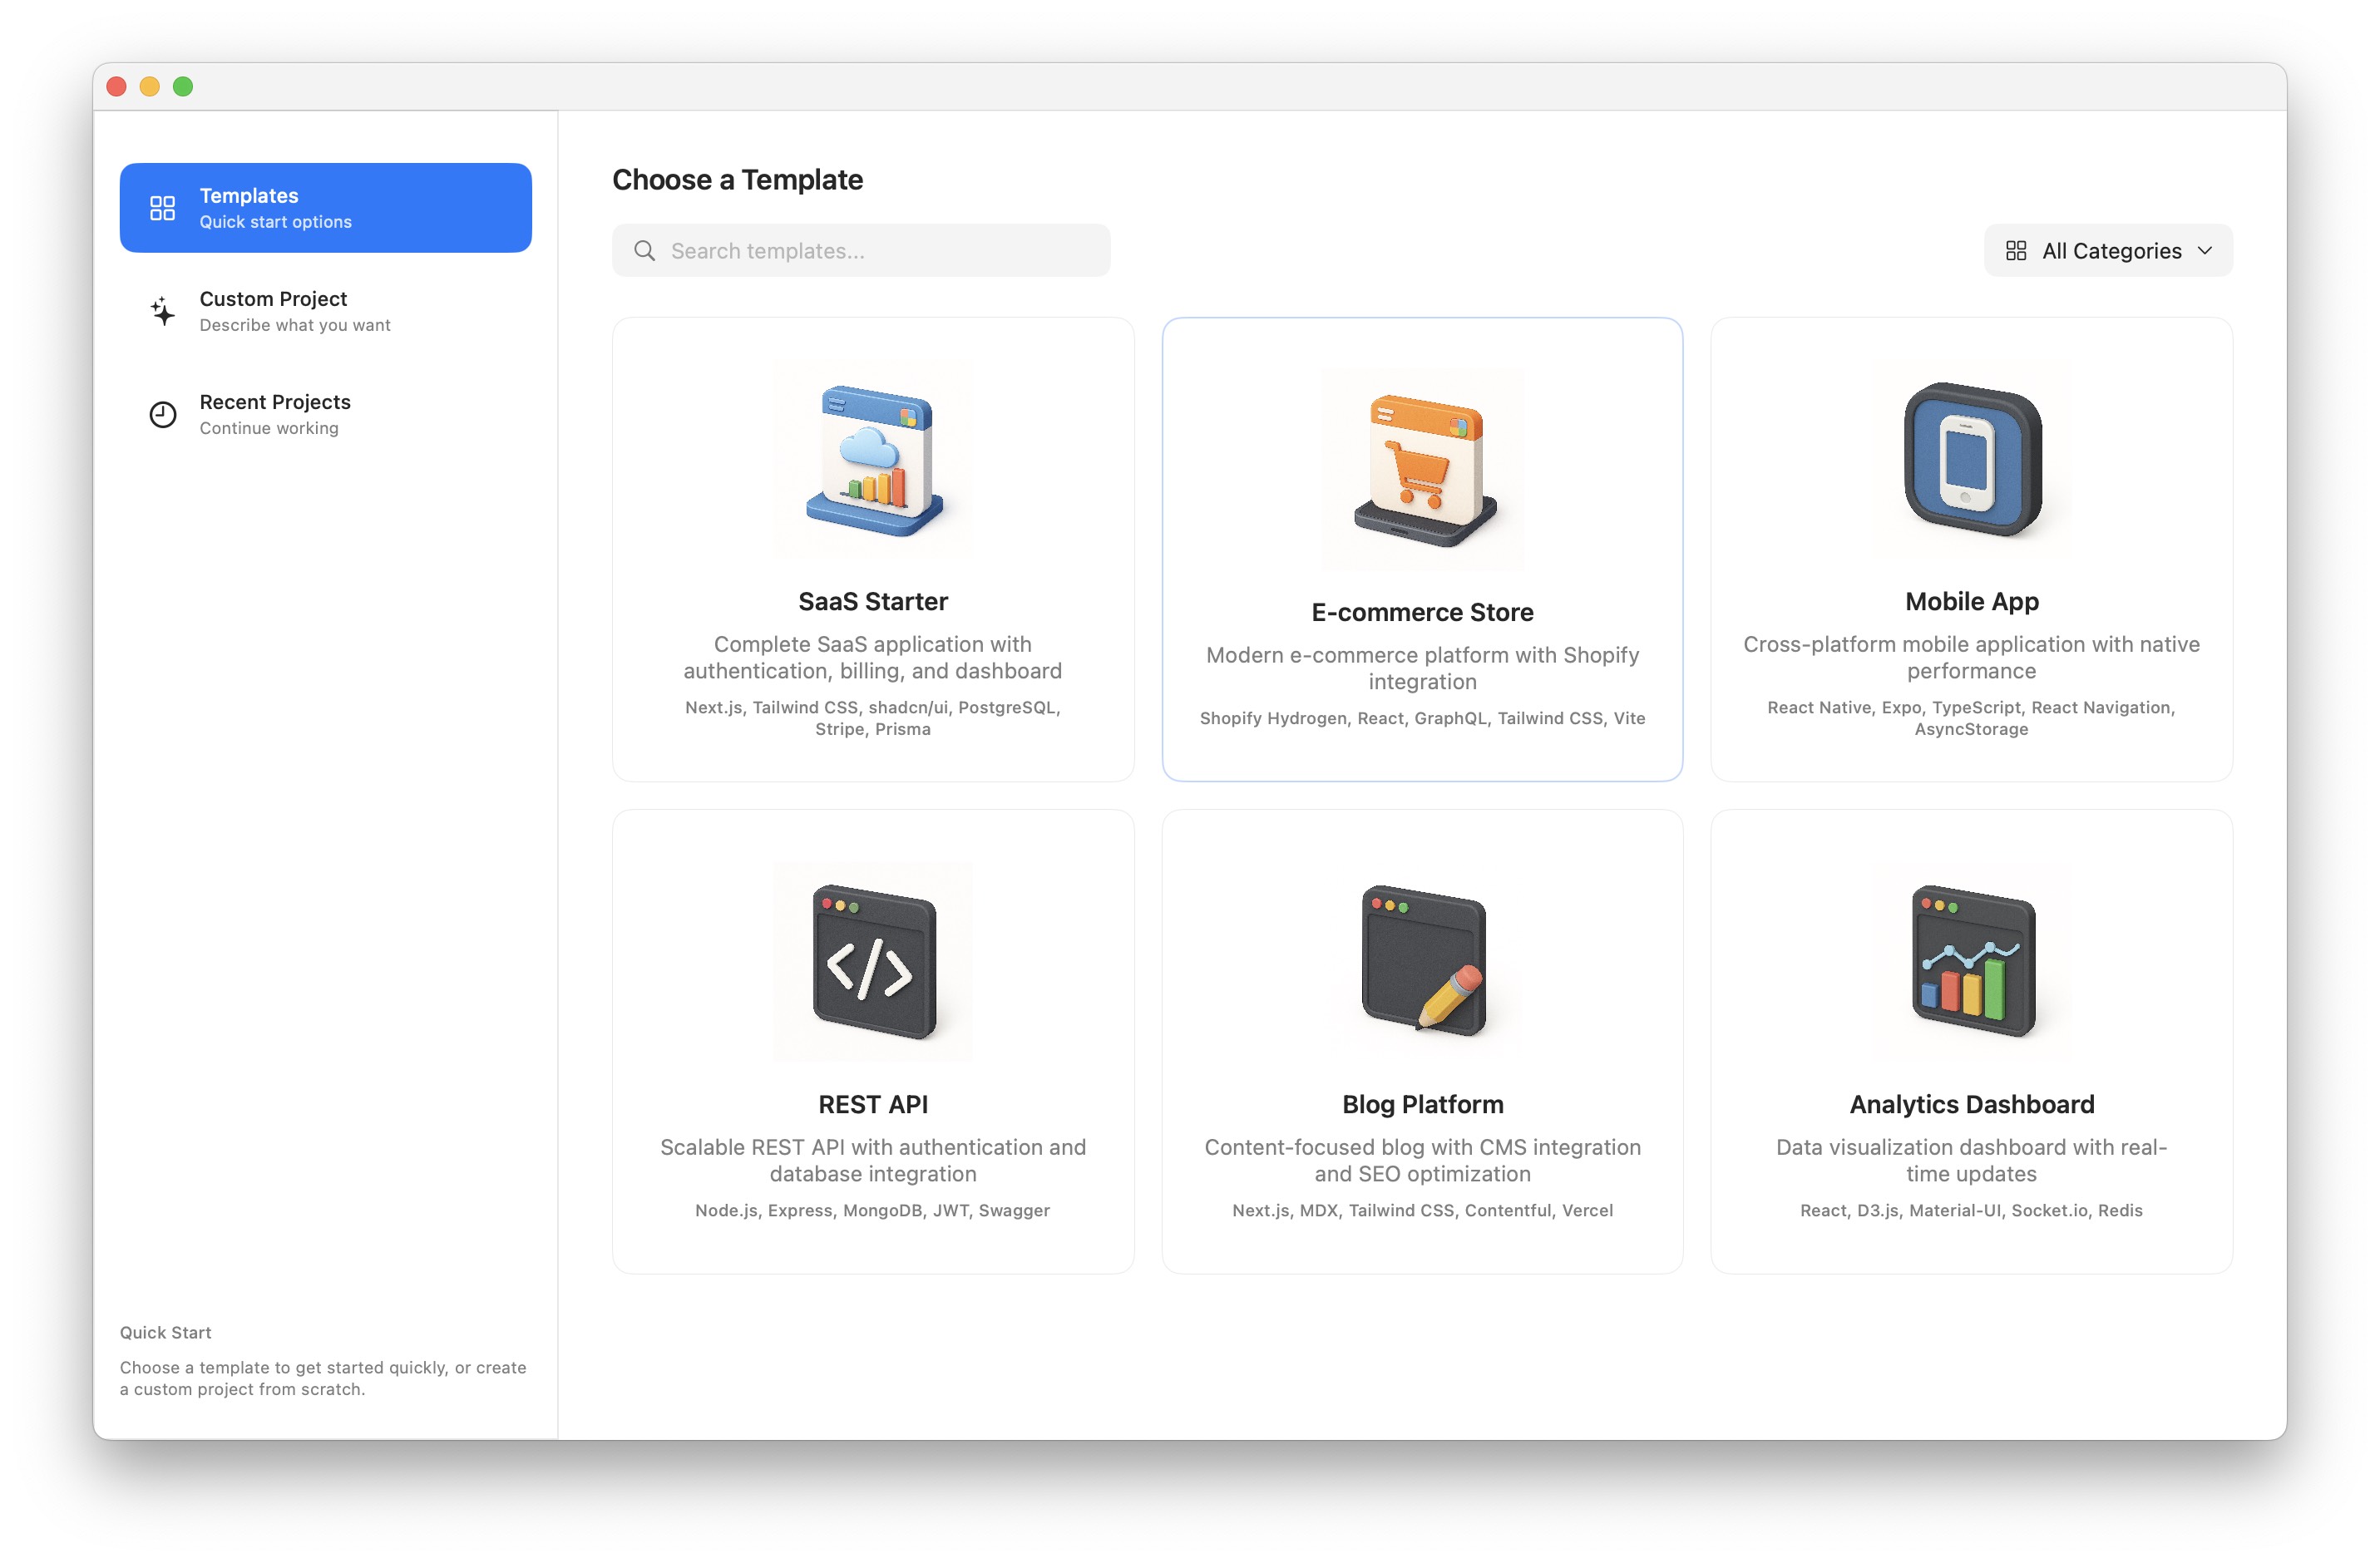 Templates
Quick start options
Custom Project
Describe what you want
Recent Projects
Continue working
Quick Start
Choose a template to get started quickly, or create
a custom project from scratch.
Choose a Template
Search templates...
All Categories
SaaS Starter
Complete SaaS application with
authentication, billing, and dashboard
Next.js, Tailwind CSS, shadcn/ui, PostgreSQL,
Stripe, Prisma
E-commerce Store
Modern e-commerce platform with Shopify
integration
Shopify Hydrogen, React, GraphQL, Tailwind CSS, Vite
Mobile App
Cross-platform mobile application with native
performance
React Native, Expo, TypeScript, React Navigation,
AsyncStorage
</>
REST API
Scalable REST API with authentication and
database integration
Node.js, Express, MongoDB, JWT, Swagger
Blog Platform
Content-focused blog with CMS integration
and SEO optimization
Next.js, MDX, Tailwind CSS, Contentful, Vercel
Analytics Dashboard
Data visualization dashboard with real-
time updates
React, D3.js, Material-UI, Socket.io, Redis